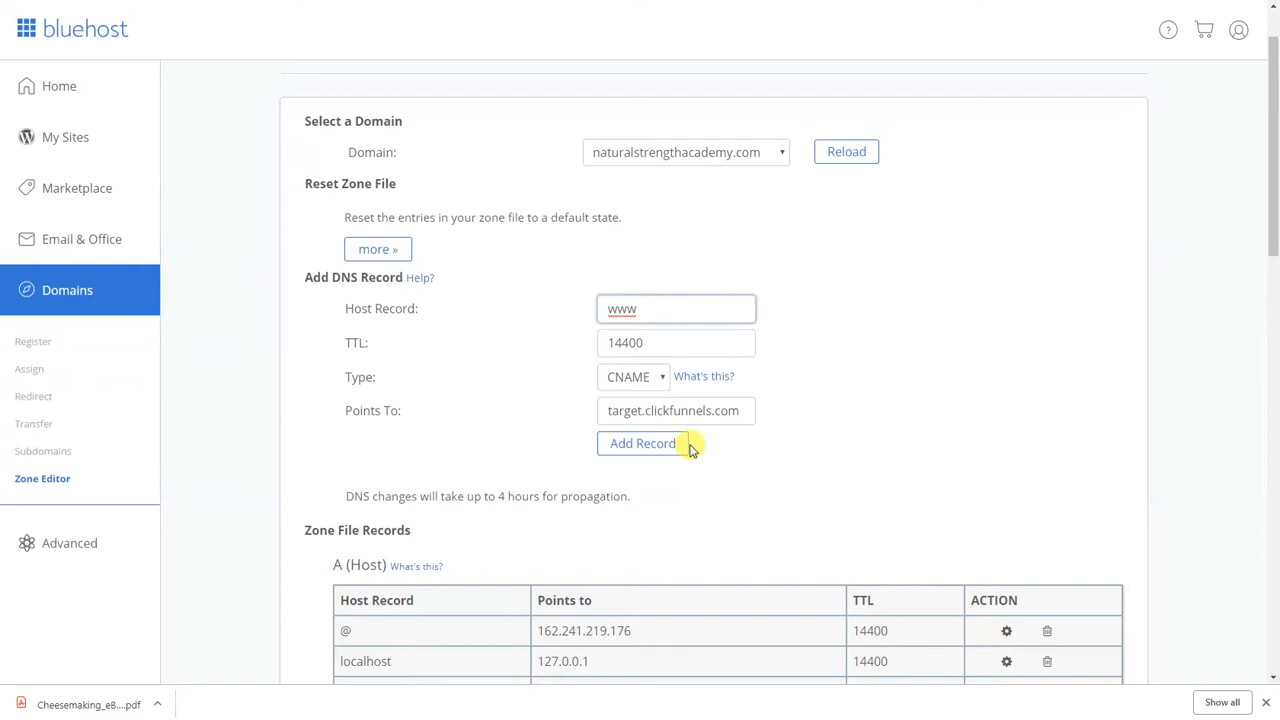 bluehost
?
Home
My Sites
Marketplace
Email & Office
Domains
Register
Assign
Redirect
Transfer
Subdomains
Zone Editor
Advanced
Select a Domain
Domain: naturalstrengthacademy.com Reload
Reset Zone File
Reset the entries in your zone file to a default state.
more »
Add DNS Record Help?
Host Record: www
TTL: 14400
Type: CNAME What's this?
Points To: target.clickfunnels.com
Add Record
DNS changes will take up to 4 hours for propagation.
Zone File Records
A (Host) What's this?
Host Record Points to TTL ACTION
@ 162.241.219.176 14400
localhost 127.0.0.1 14400
Cheesemaking_eB....pdf Show all